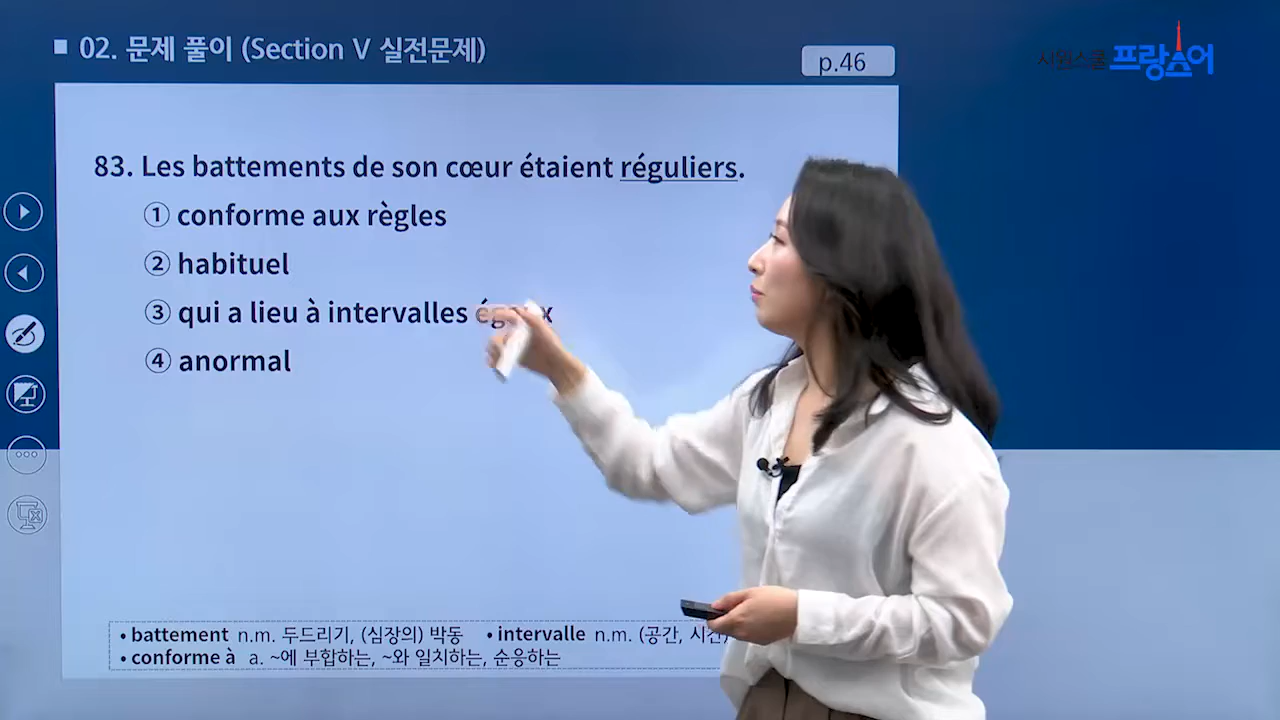 02. 문제 풀이 (Section V 실전문제)
p.46
시원스쿨 프랑스어
83. Les battements de son cœur étaient réguliers.
① conforme aux règles
② habituel
③ qui a lieu à intervalles
④ anormal
• battement n.m. 두드리기, (심장의) 박동 • intervalle n.m. (공간, 시간)
• conforme à a. ~에 부합하는, ~와 일치하는, 순응하는